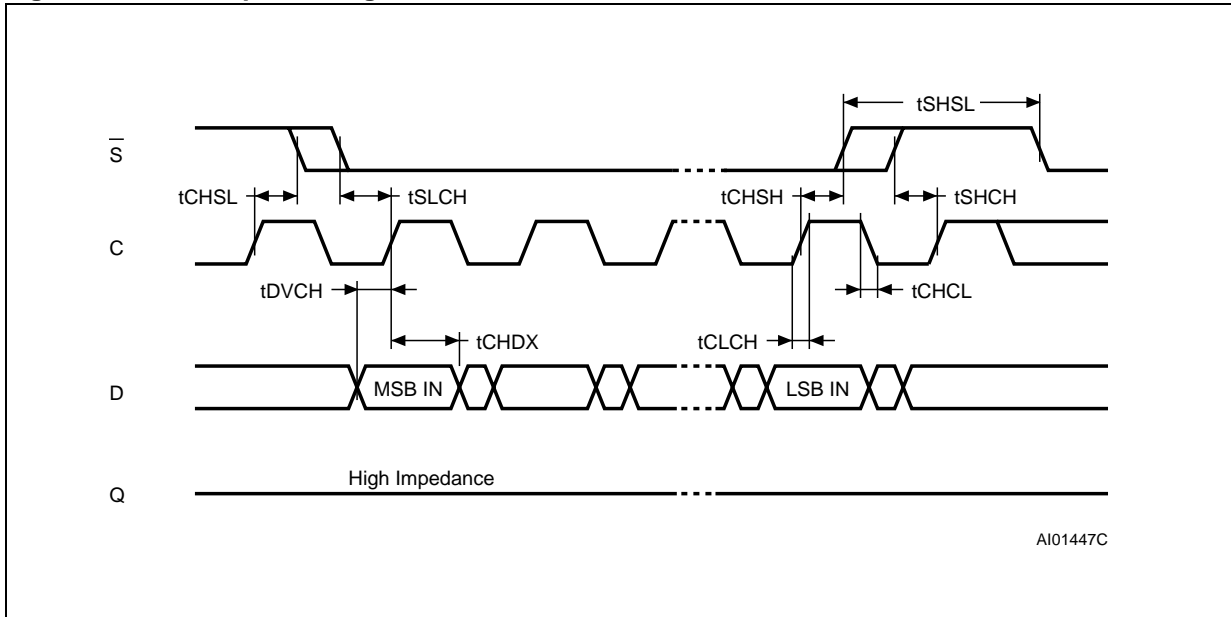 tSHSL
S
tCHSL
tSLCH
tCHSH
tSHCH
C
tDVCH
tCHCL
tCHDX
tCLCH
D
MSB IN
LSB IN
High Impedance
Q
AI01447C